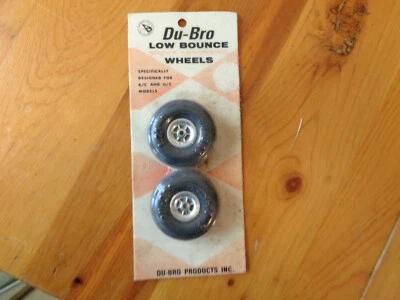 Du-Bro
LOW BOUNCE
WHEELS
SPECIFICALLY
DESIGNED FOR
R/C AND U/C
MODELS
DU-BRO PRODUCTS INC.